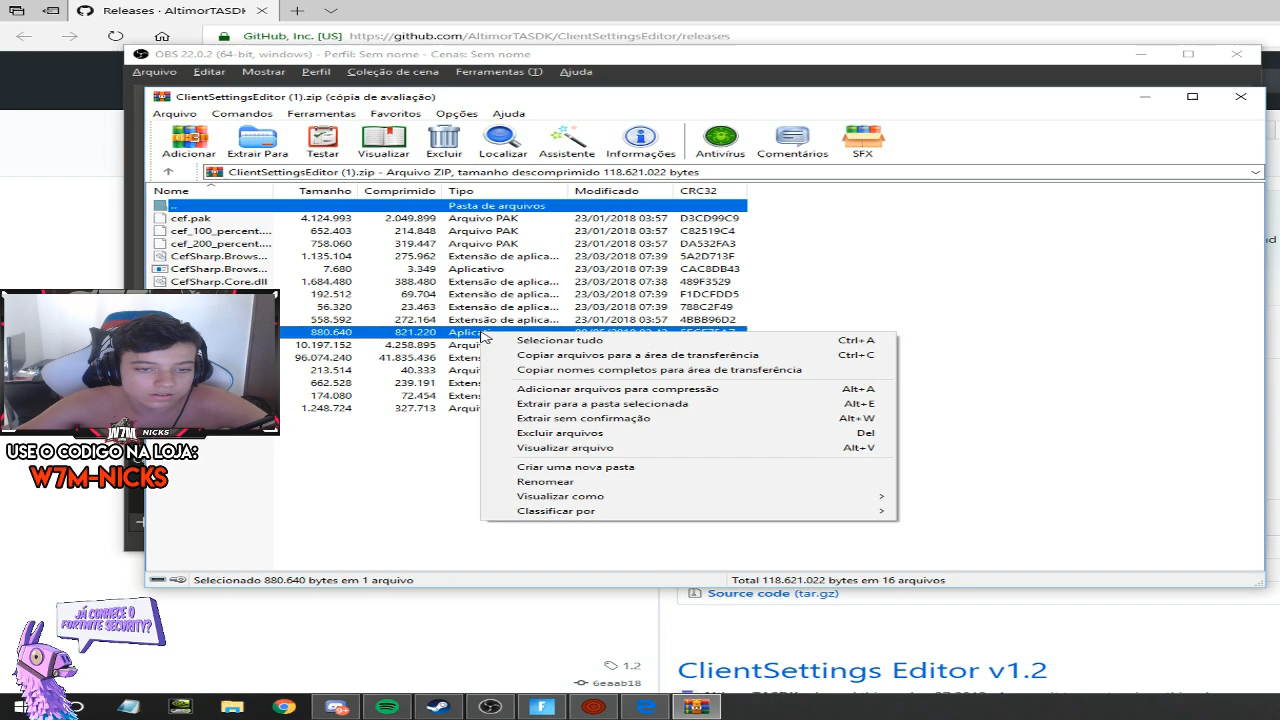 Releases · AltimorTASDK
GitHub, Inc. [US] https://github.com/AltimorTASDK/ClientSettingsEditor/releases
OBS 22.0.2 (64-bit, windows) - Perfil: Sem nome - Cenas: Sem nome
Arquivo Editar Mostrar Perfil Coleção de cena Ferramentas (T) Ajuda
ClientSettingsEditor (1).zip (cópia de avaliação)
Arquivo Comandos Ferramentas Favoritos Opções Ajuda
Adicionar Extrair Para Testar Visualizar Excluir Localizar Assistente Informações Antivírus Comentários SFX
ClientSettingsEditor (1).zip - Arquivo ZIP, tamanho descomprimido 118.621.022 bytes
Nome Tamanho Comprimido Tipo Modificado CRC32
.. Pasta de arquivos
cef.pak 4.124.993 2.049.899 Arquivo PAK 23/01/2018 03:57 D3CD99C9
cef_100_percent.... 652.403 214.848 Arquivo PAK 23/01/2018 03:57 C82519C4
cef_200_percent.... 758.060 319.447 Arquivo PAK 23/01/2018 03:57 DA532FA3
CefSharp.Brows... 1.135.104 275.962 Extensão de aplica... 23/03/2018 07:39 5A2D713F
CefSharp.Brows... 7.680 3.349 Aplicativo 23/03/2018 07:39 CAC8DB43
CefSharp.Core.dll 1.684.480 388.480 Extensão de aplica... 23/03/2018 07:38 489F3529
192.512 69.704 Extensão de aplica... 23/03/2018 07:39 F1DCFDD5
56.320 23.463 Extensão de aplica... 23/03/2018 07:39 788C2F49
558.592 272.164 Extensão de aplica... 23/01/2018 03:57 4BBB96D2
880.640 821.220 Aplicati
10.197.152 4.258.895 Arqu
96.074.240 41.835.436 Exten
213.514 40.333 Arqui
662.528 239.191 Exten
174.080 72.454 Exten
1.248.724 327.713 Arqui
Selecionar tudo Ctrl+A
Copiar arquivos para a área de transferência Ctrl+C
Copiar nomes completos para área de transferência
Adicionar arquivos para compressão Alt+A
Extrair para a pasta selecionada Alt+E
Extrair sem confirmação Alt+W
Excluir arquivos Del
Visualizar arquivo Alt+V
Criar uma nova pasta
Renomear
Visualizar como
Classificar por
W7M NICKS
USE O CODIGO NA LOJA:
W7M-NICKS
Selecionado 880.640 bytes em 1 arquivo Total 118.621.022 bytes em 16 arquivos
Source code (tar.gz)
JÁ CONHECE O
FORTNITE SECURITY?
1.2
6eaab18
ClientSettings Editor v1.2